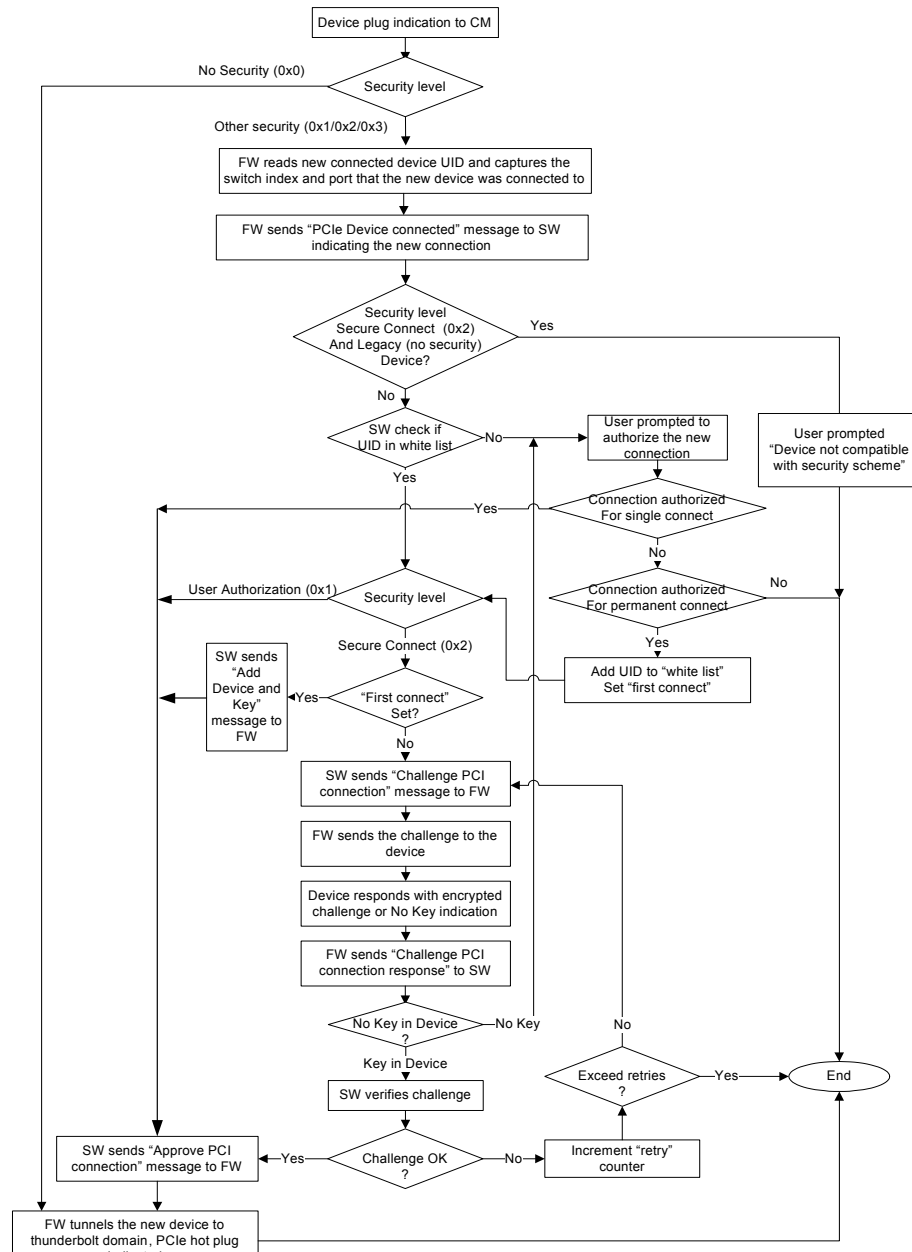 Device plug indication to CM
No Security (0x0)
Security level
Other security (0x1/0x2/0x3)
FW reads new connected device UID and captures the
switch index and port that the new device was connected to
FW sends “PCIe Device connected” message to SW
indicating the new connection
Security level
Secure Connect (0x2)
And Legacy (no security)
Device?
Yes
No
SW check if
UID in white list
No
User prompted to
authorize the new
connection
User prompted
“Device not compatible
with security scheme”
Yes
Connection authorized
For single connect
Yes
No
User Authorization (0x1)
Security level
Connection authorized
For permanent connect
No
Yes
Secure Connect (0x2)
Add UID to “white list”
Set “first connect”
SW sends
“Add
Device and
Key”
message to
FW
Yes
“First connect”
Set?
No
SW sends “Challenge PCI
connection” message to FW
FW sends the challenge to the
device
Device responds with encrypted
challenge or No Key indication
FW sends “Challenge PCI
connection response” to SW
No Key in Device
?
No Key
No
Key in Device
Exceed retries
?
Yes
End
SW verifies challenge
SW sends “Approve PCI
connection” message to FW
Yes
Challenge OK
?
No
Increment “retry”
counter
FW tunnels the new device to
thunderbolt domain, PCIe hot plug